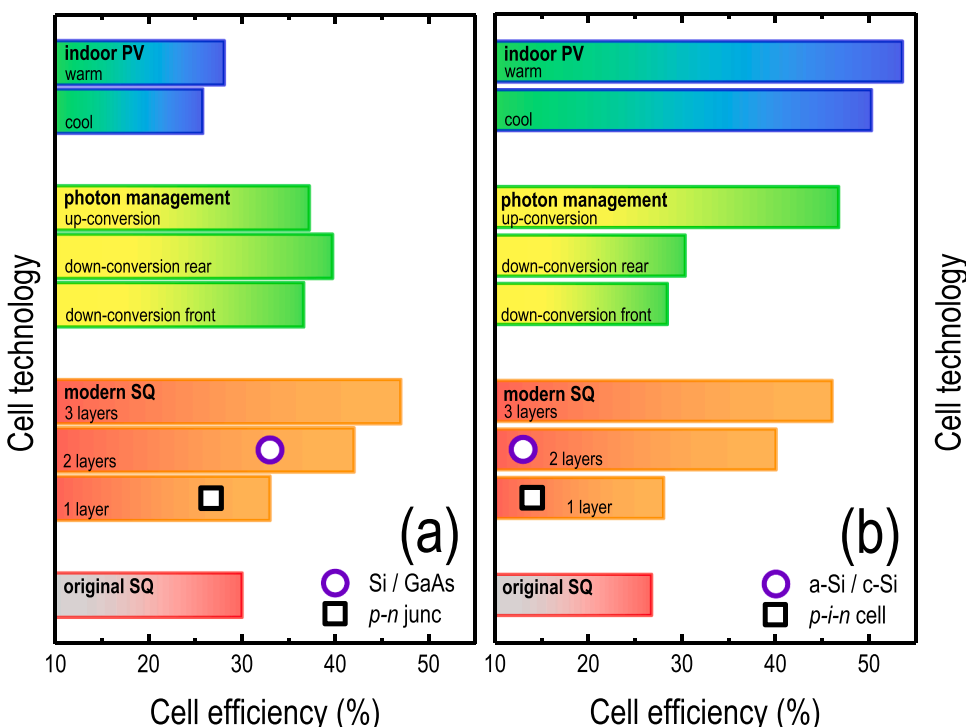 indoor PV
warm
cool
photon management
up-conversion
down-conversion rear
down-conversion front
modern SQ
3 layers
2 layers
1 layer
original SQ
(a)
Si / GaAs
p-n junc
10 20 30 40 50
Cell efficiency (%)
Cell technology
indoor PV
warm
cool
photon management
up-conversion
down-conversion rear
down-conversion front
modern SQ
3 layers
2 layers
1 layer
original SQ
(b)
a-Si / c-Si
p-i-n cell
10 20 30 40 50
Cell efficiency (%)
Cell technology